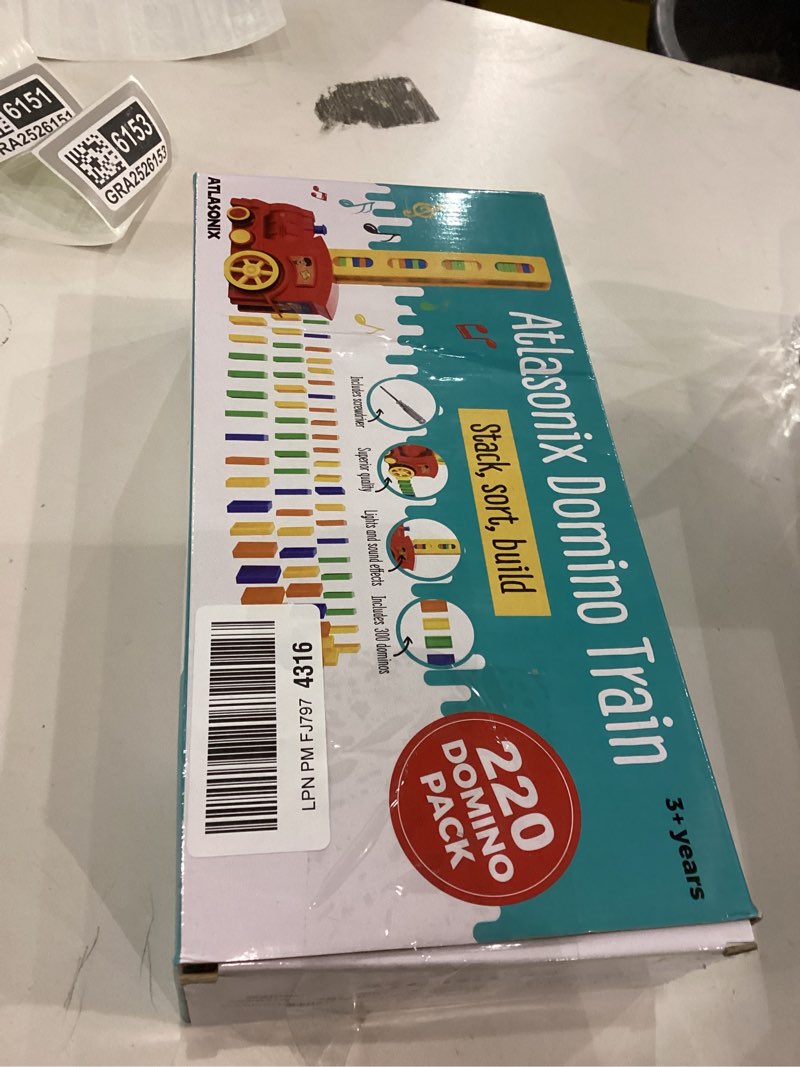 6151
GRA2526151
6153
GRA2526153
ATLASONIX
Atlasonix Domino Train
Stack, sort, build
Includes screwdriver
Superior quality
Lights and sound effects
Includes 300 dominos
220
DOMINO
PACK
3+ years
LPN PM FJ797 4316